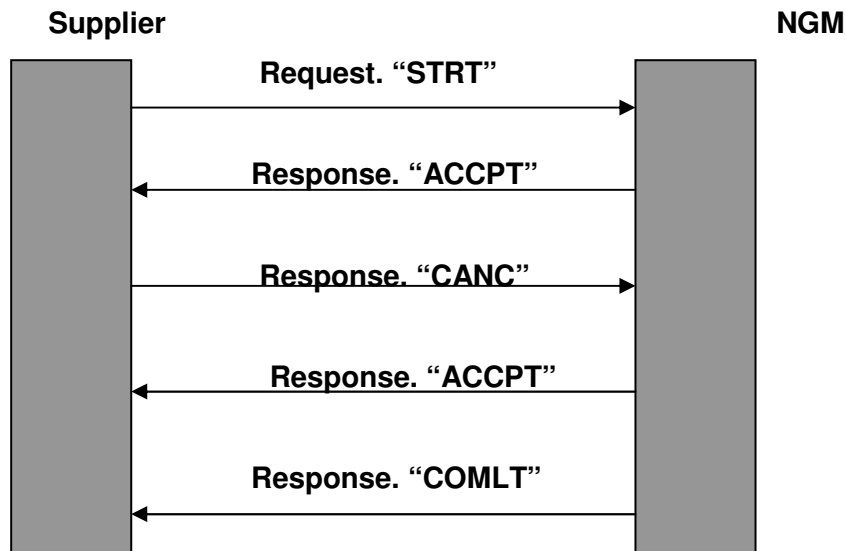 Supplier NGM
Request. “STRT”
Response. “ACCPT”
Response. “CANC”
Response. “ACCPT”
Response. “COMLT”